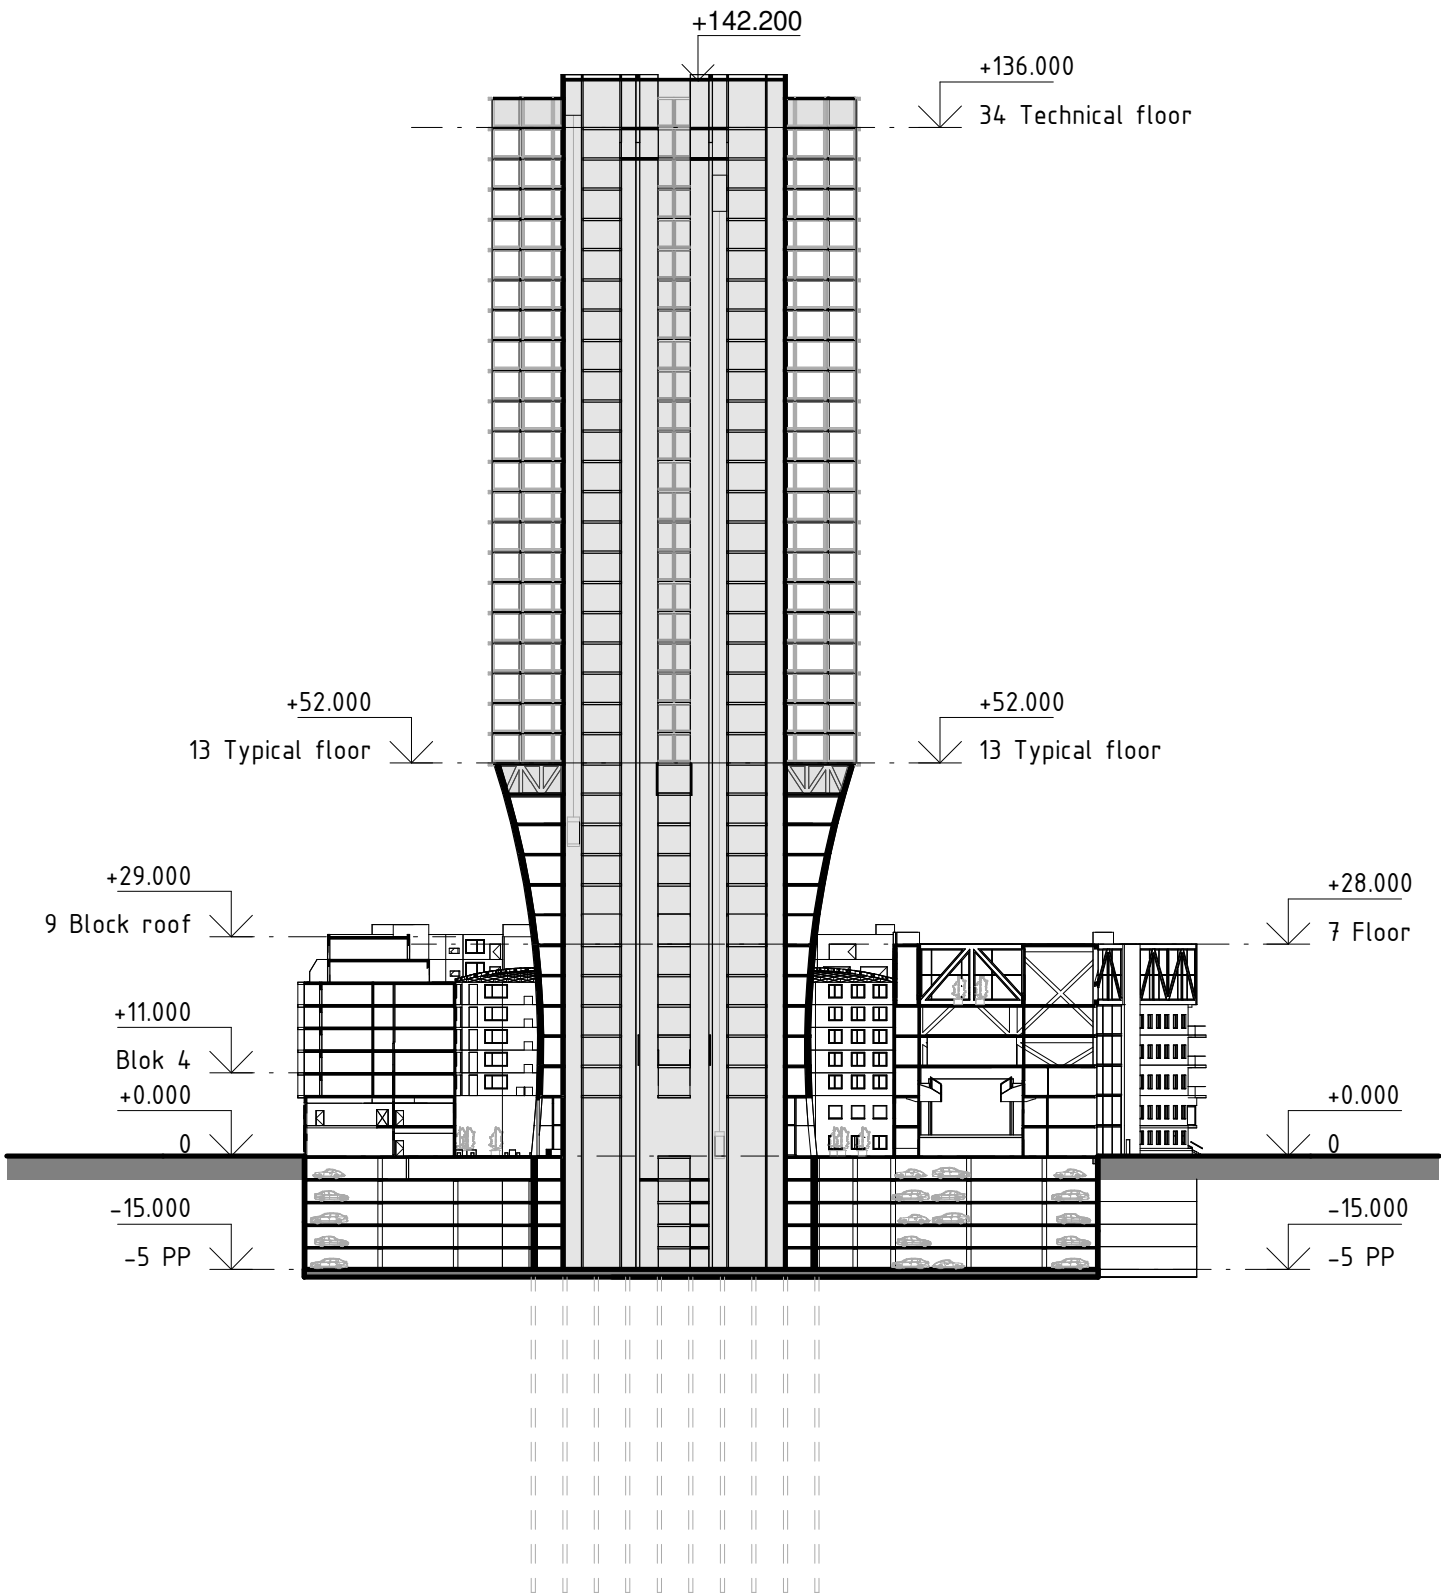 +142.200
+136.000
34 Technical floor
+52.000
13 Typical floor
+52.000
13 Typical floor
+29.000
9 Block roof
+28.000
7 Floor
+11.000
Blok 4
+0.000
0
+0.000
0
-15.000
-5 PP
-15.000
-5 PP